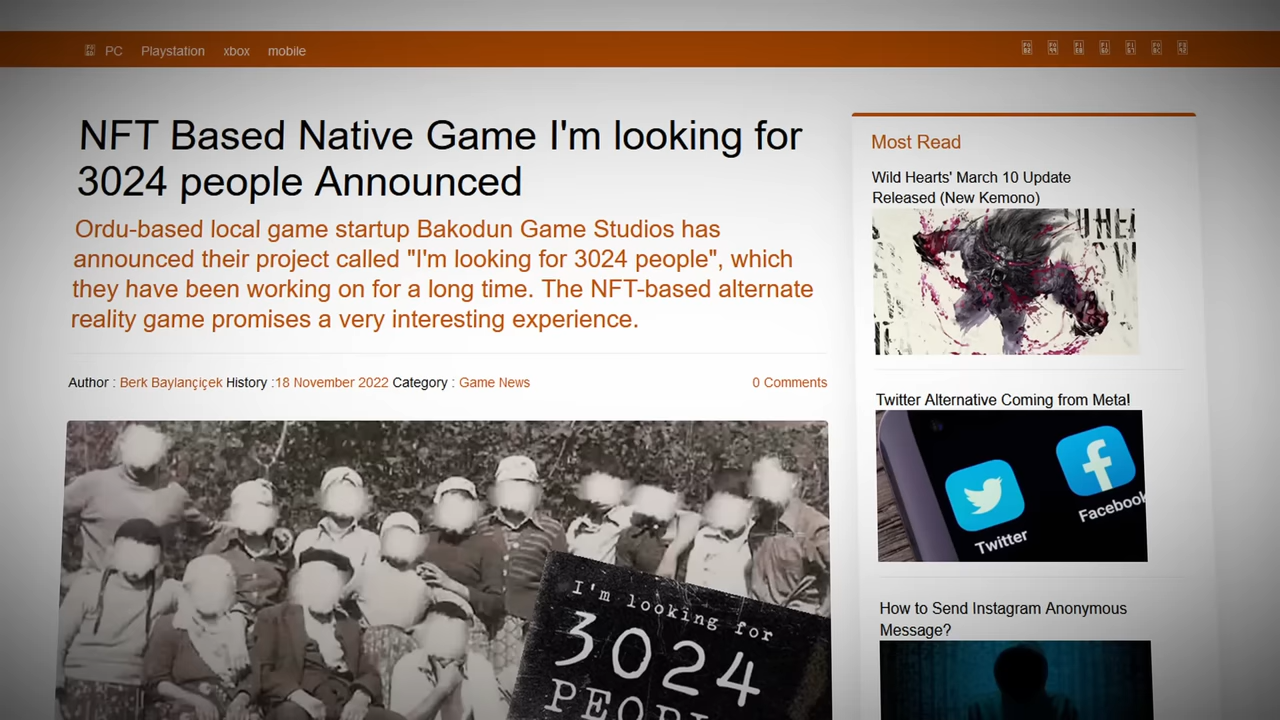 PC Playstation xbox mobile
NFT Based Native Game I'm looking for
3024 people Announced
Ordu-based local game startup Bakodun Game Studios has
announced their project called "I'm looking for 3024 people", which
they have been working on for a long time. The NFT-based alternate
reality game promises a very interesting experience.
Author : Berk Baylançiçek History :18 November 2022 Category : Game News
0 Comments
I'm looking for
3024
Most Read
Wild Hearts' March 10 Update
Released (New Kemono)
Twitter Alternative Coming from Meta!
Twitter
Facebook
How to Send Instagram Anonymous
Message?